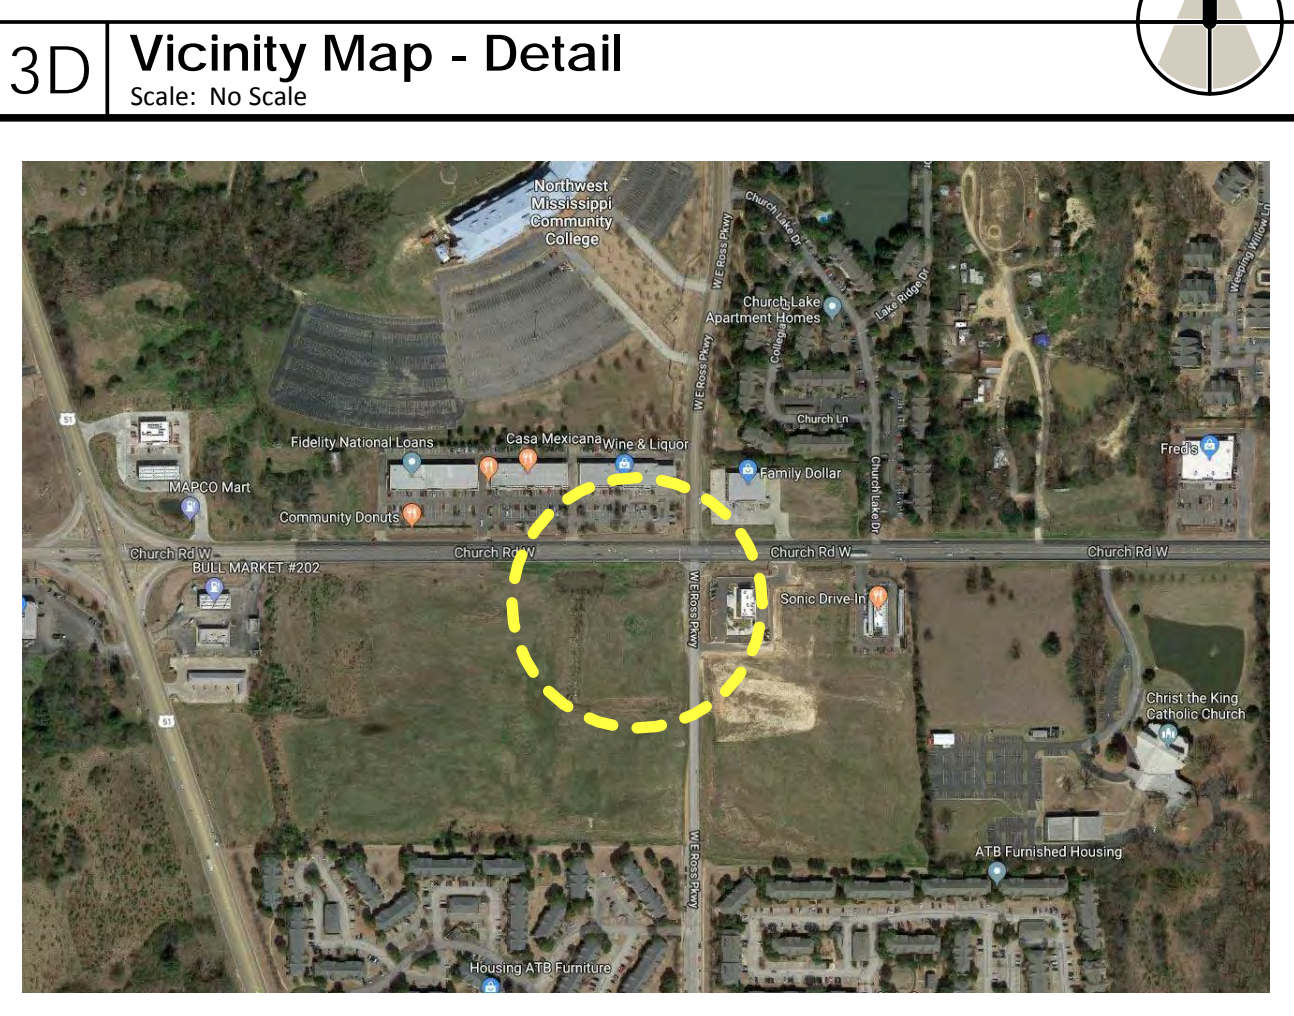 3D
Vicinity Map - Detail
Scale: No Scale
Northwest
Mississippi
Community
College
W E Ross Pkwy
Church Lake Dr
Weeping Willow Ln
Lake Ridge Dr
Church Lake
Apartment Homes
W E Ross Pkwy
51
Church Ln
Fidelity National Loans
Casa Mexicana
Wine & Liquor
Fred's
Family Dollar
MAPCO Mart
Church Lake Dr
Community Donuts
Church Rd W
Church Rd W
Church Rd W
Church Rd W
BULL MARKET #202
W E Ross Pkwy
Sonic Drive-In
Christ the King
Catholic Church
51
ATB Furnished Housing
W E Ross Pkwy
Housing ATB Furniture